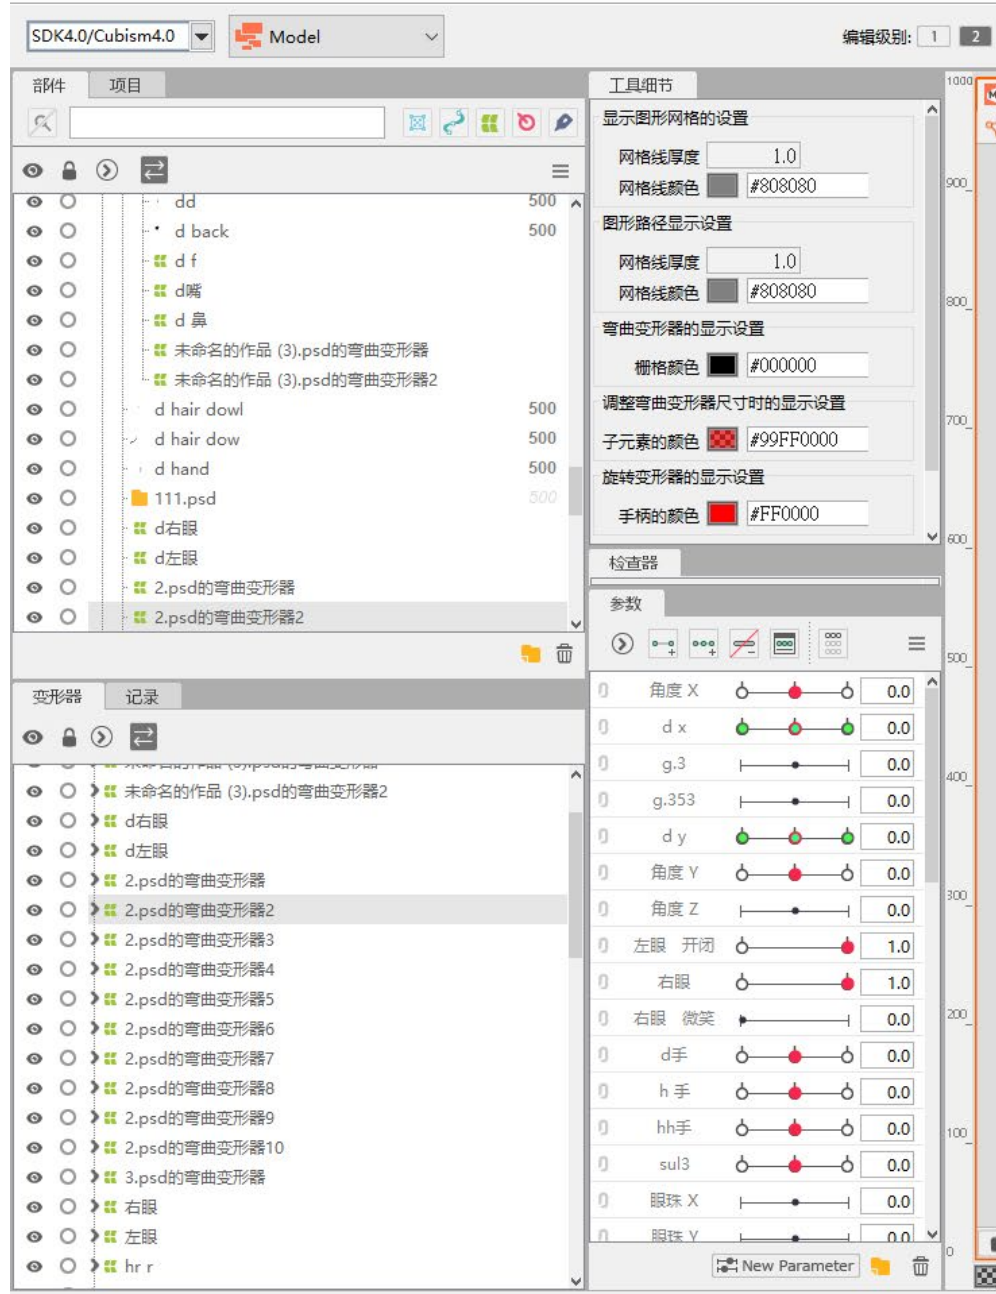 SDK4.0/Cubism4.0
Model
编辑级别: 1 2
部件 项目
dd 500
d back 500
d f
d嘴
d 鼻
未命名的作品 (3).psd的弯曲变形器
未命名的作品 (3).psd的弯曲变形器2
d hair dowl 500
d hair dow 500
d hand 500
111.psd 500
d右眼
d左眼
2.psd的弯曲变形器
2.psd的弯曲变形器2
变形器 记录
未命名的作品 (3).psd的弯曲变形器
未命名的作品 (3).psd的弯曲变形器2
d右眼
d左眼
2.psd的弯曲变形器
2.psd的弯曲变形器2
2.psd的弯曲变形器3
2.psd的弯曲变形器4
2.psd的弯曲变形器5
2.psd的弯曲变形器6
2.psd的弯曲变形器7
2.psd的弯曲变形器8
2.psd的弯曲变形器9
2.psd的弯曲变形器10
3.psd的弯曲变形器
右眼
左眼
hr r
工具细节
显示图形网格的设置
网格线厚度 1.0
网格线颜色 #808080
图形路径显示设置
网格线厚度 1.0
网格线颜色 #808080
弯曲变形器的显示设置
栅格颜色 #000000
调整弯曲变形器尺寸时的显示设置
子元素的颜色 #99FF0000
旋转变形器的显示设置
手柄的颜色 #FF0000
检查器
参数
角度 X 0.0
d x 0.0
g.3 0.0
g.353 0.0
d y 0.0
角度 Y 0.0
角度 Z 0.0
左眼 开闭 1.0
右眼 1.0
右眼 微笑 0.0
d手 0.0
h 手 0.0
hh手 0.0
sul3 0.0
眼珠 X 0.0
眼珠 Y 0.0
New Parameter
1000
900
800
700
600
500
400
300
200
100
0
M